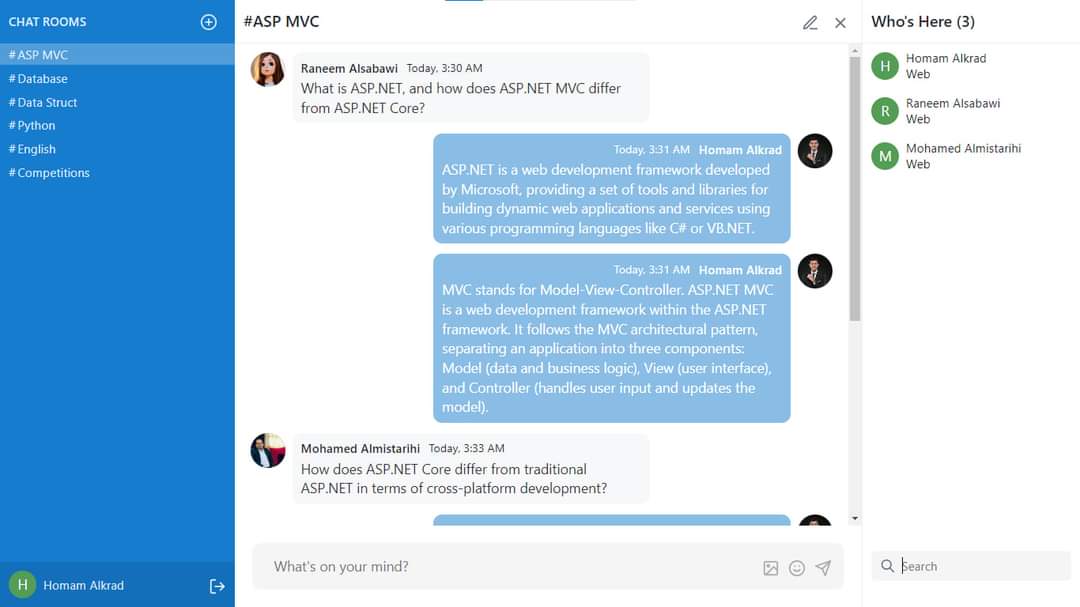 CHAT ROOMS
#ASP MVC
#Database
#Data Struct
#Python
#English
#Competitions
H Homam Alkrad
#ASP MVC
Raneem Alsabawi Today, 3:30 AM
What is ASP.NET, and how does ASP.NET MVC differ
from ASP.NET Core?
Today, 3:31 AM Homam Alkrad
ASP.NET is a web development framework developed
by Microsoft, providing a set of tools and libraries for
building dynamic web applications and services using
various programming languages like C# or VB.NET.
Today, 3:31 AM Homam Alkrad
MVC stands for Model-View-Controller. ASP.NET MVC
is a web development framework within the ASP.NET
framework. It follows the MVC architectural pattern,
separating an application into three components:
Model (data and business logic), View (user interface),
and Controller (handles user input and updates the
model).
Mohamed Almistarihi Today, 3:33 AM
How does ASP.NET Core differ from traditional
ASP.NET in terms of cross-platform development?
What's on your mind?
Who's Here (3)
H Homam Alkrad
Web
R Raneem Alsabawi
Web
M Mohamed Almistarihi
Web
Search